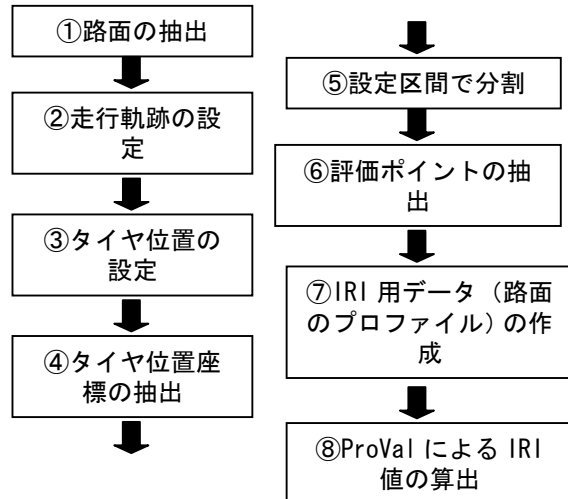 ①路面の抽出
②走行軌跡の設
定
③タイヤ位置の
設定
④タイヤ位置座
標の抽出
⑤設定区間で分割
⑥評価ポイントの抽
出
⑦IRI 用データ（路面
のプロファイル）の作
成
⑧ProVal による IRI
値の算出